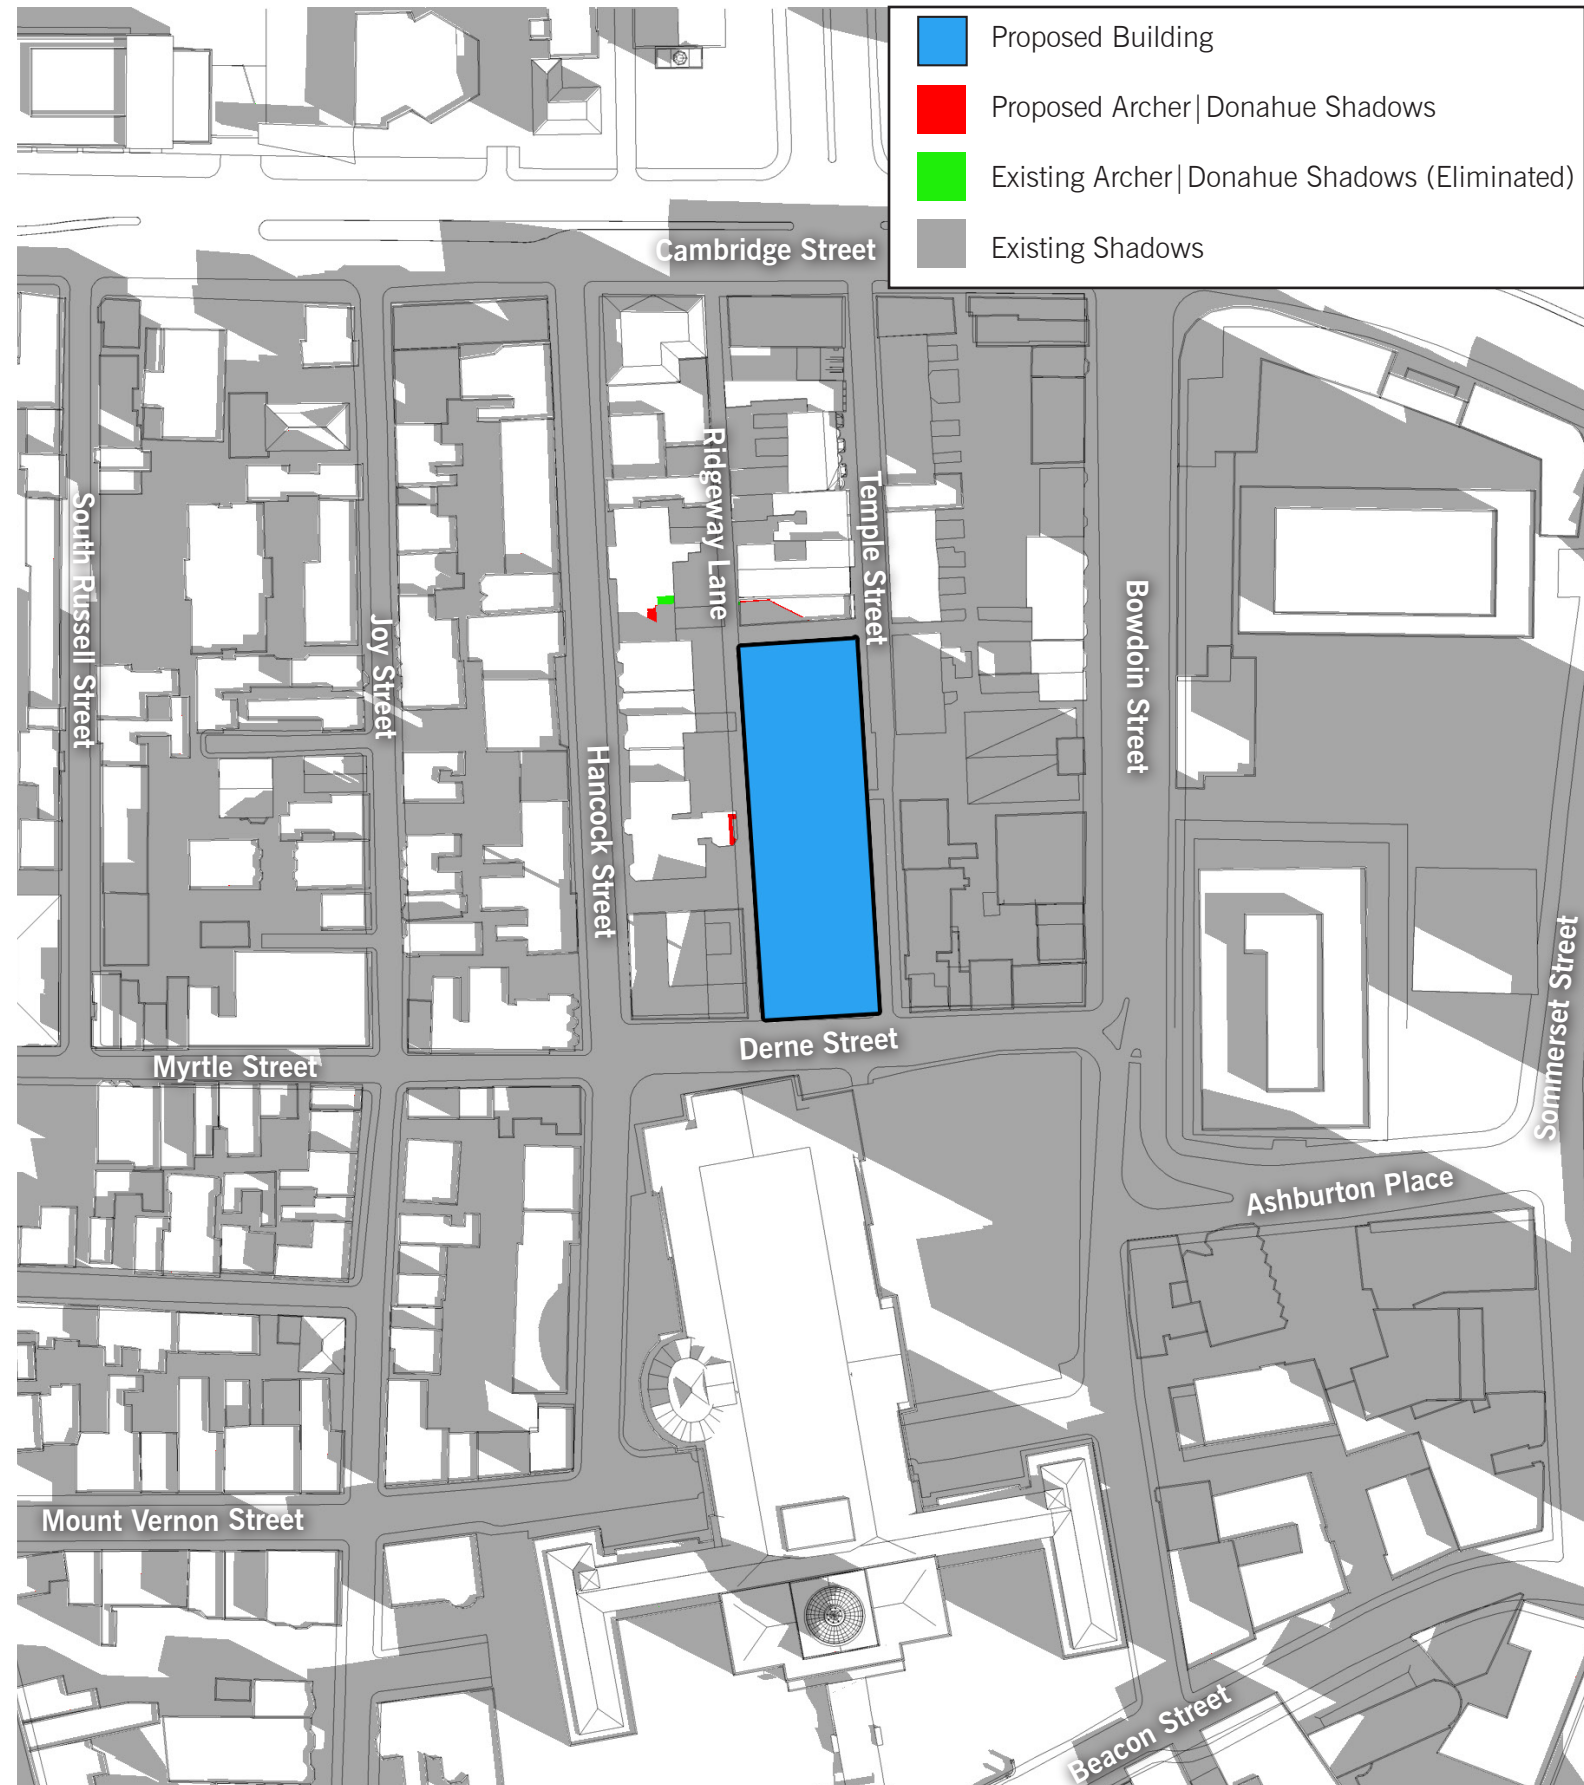 Proposed Building
Proposed Archer|Donahue Shadows
Existing Archer|Donahue Shadows (Eliminated)
Existing Shadows
Cambridge Street
Ridgeway Lane
Temple Street
South Russell Street
Joy Street
Hancock Street
Bowdoin Street
Sommerset Street
Derne Street
Myrtle Street
Ashburton Place
Mount Vernon Street
Beacon Street